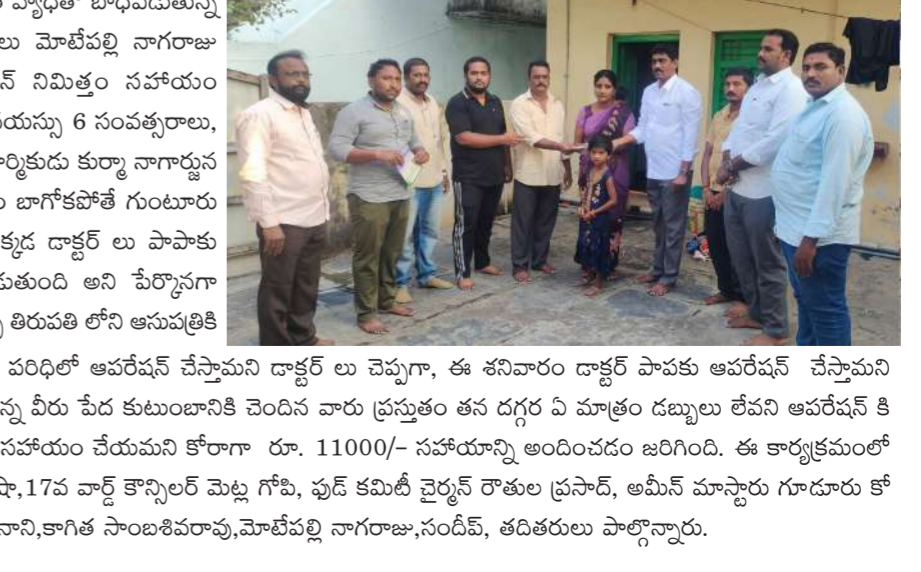 వ్యాధితో బాధపడుతున్న
లు మోటేపల్లి నాగరాజు
న్ నిమిత్తం సహాయం
యస్సు 6 సంవత్సరాలు,
ార్మికుడు కుర్మా నాగార్జున
ం బాగోకపోతే గుంటూరు
క్కడ డాక్టర్ లు పాపాకు
డుతుంది అని పేర్కొనగా
తిరుపతి లోని ఆసుపత్రికి
పరిధిలో ఆపరేషన్ చేస్తామని డాక్టర్ లు చెప్పగా, ఈ శనివారం డాక్టర్ పాపకు ఆపరేషన్ చేస్తామని
న్న వీరు పేద కుటుంబానికి చెందిన వారు ప్రస్తుతం తన దగ్గర ఏ మాత్రం డబ్బులు లేవని ఆపరేషన్ కి
సహాయం చేయమని కోరాగా రూ. 11000/- సహాయాన్ని అందించడం జరిగింది. ఈ కార్యక్రమంలో
షా,17వ వార్డ్ కౌన్సిలర్ మెట్ల గోపి, ఫుడ్ కమిటీ చైర్మన్ రౌతుల ప్రసాద్, అమీన్ మాస్టారు గూడూరు కో
నాని,కాగిత సాంబశివరావు,మోటేపల్లి నాగరాజు,సందీప్, తదితరులు పాల్గొన్నారు.